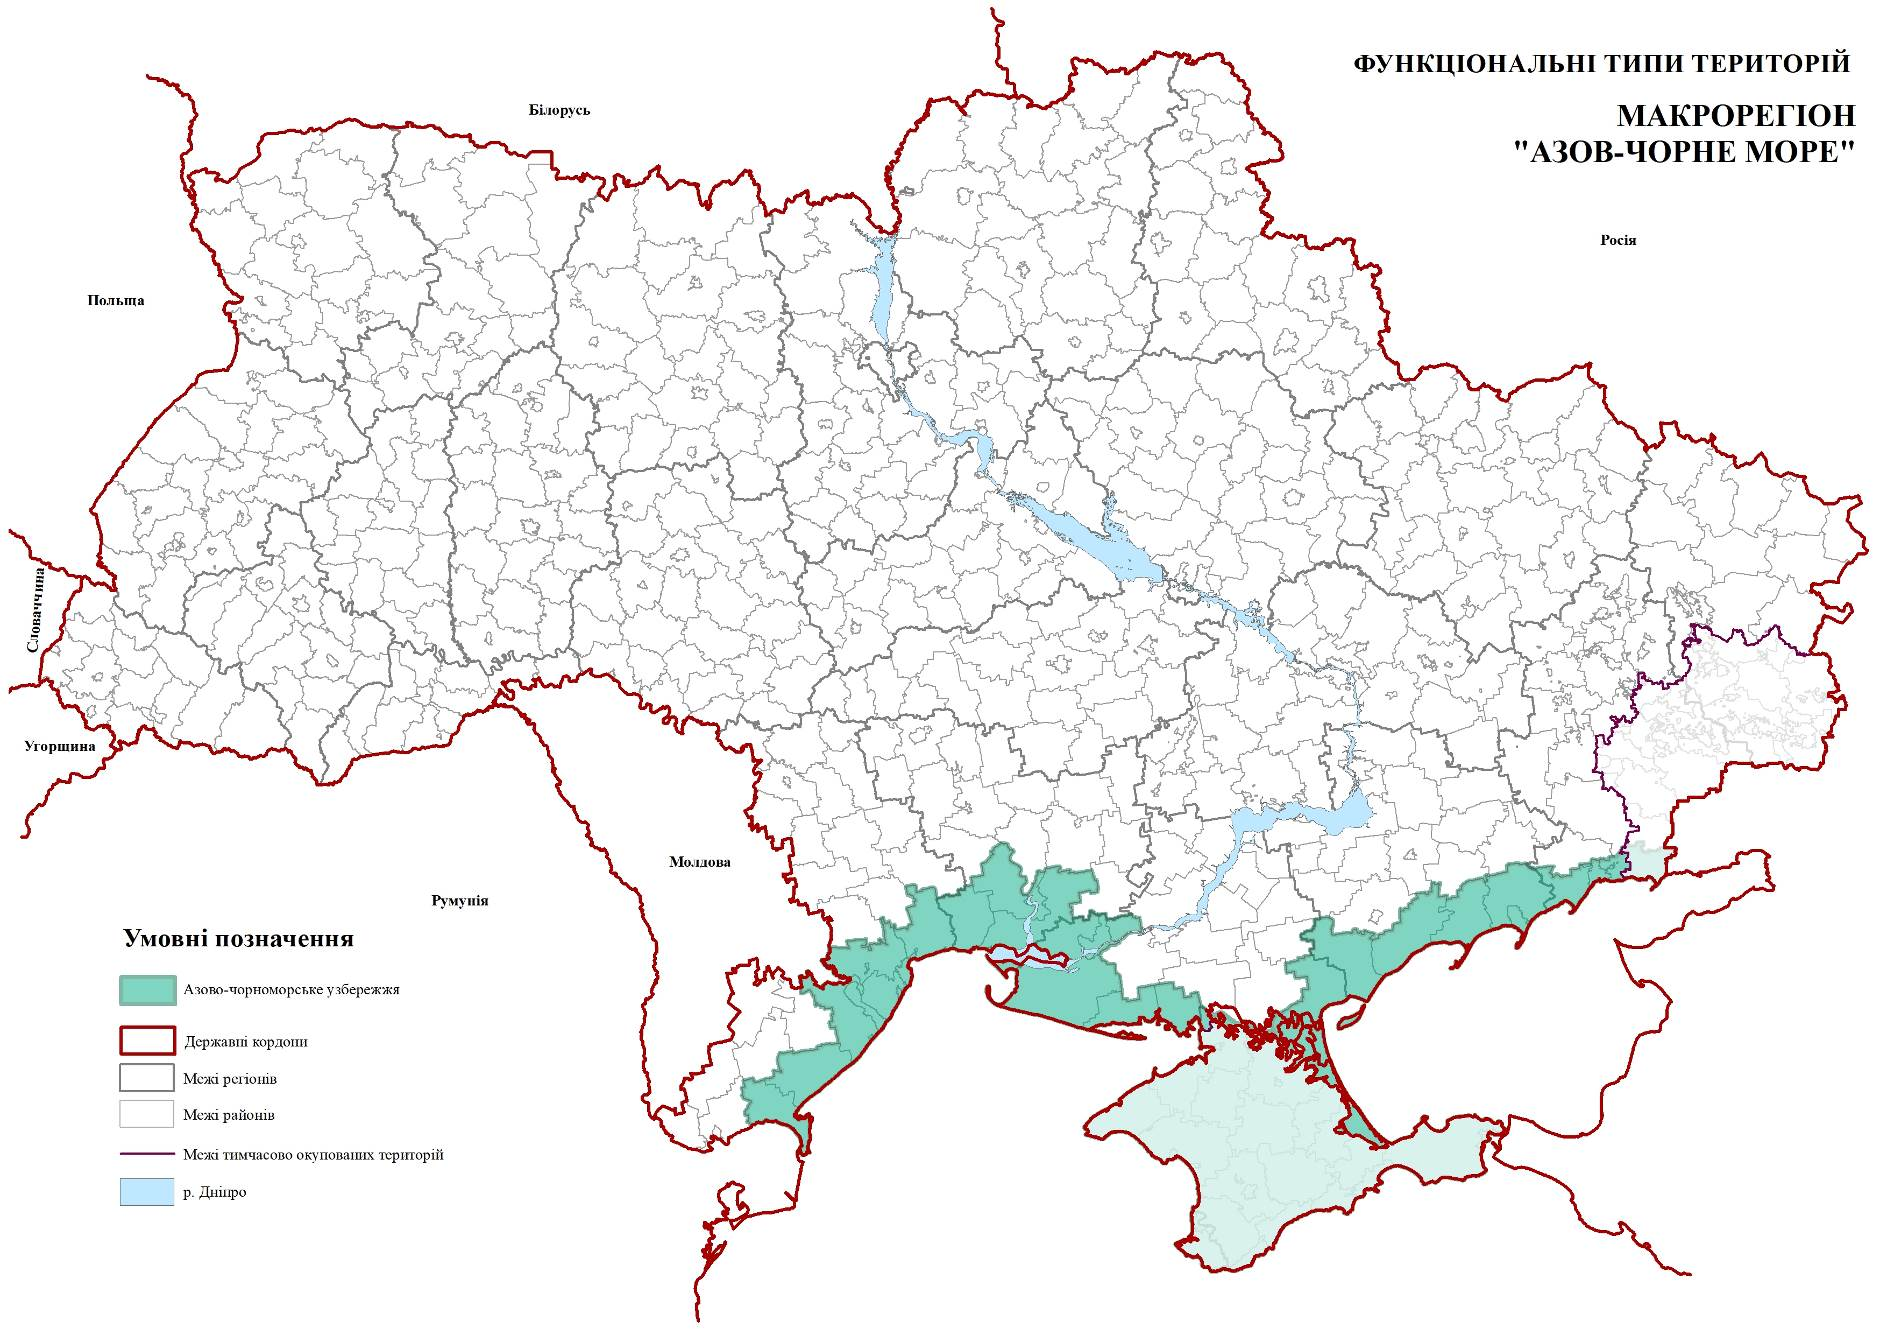 ФУНКЦІОНАЛЬНІ ТИПИ ТЕРИТОРІЙ
МАКРОРЕГІОН
"АЗОВ-ЧОРНЕ МОРЕ"
Білорусь
Росія
Польща
Словаччина
Угорщина
Молдова
Румунія
Умовні позначення
Азово-чорноморське узбережжя
Державні кордони
Межі регіонів
Межі районів
Межі тимчасово окупованих територій
р. Дніпро